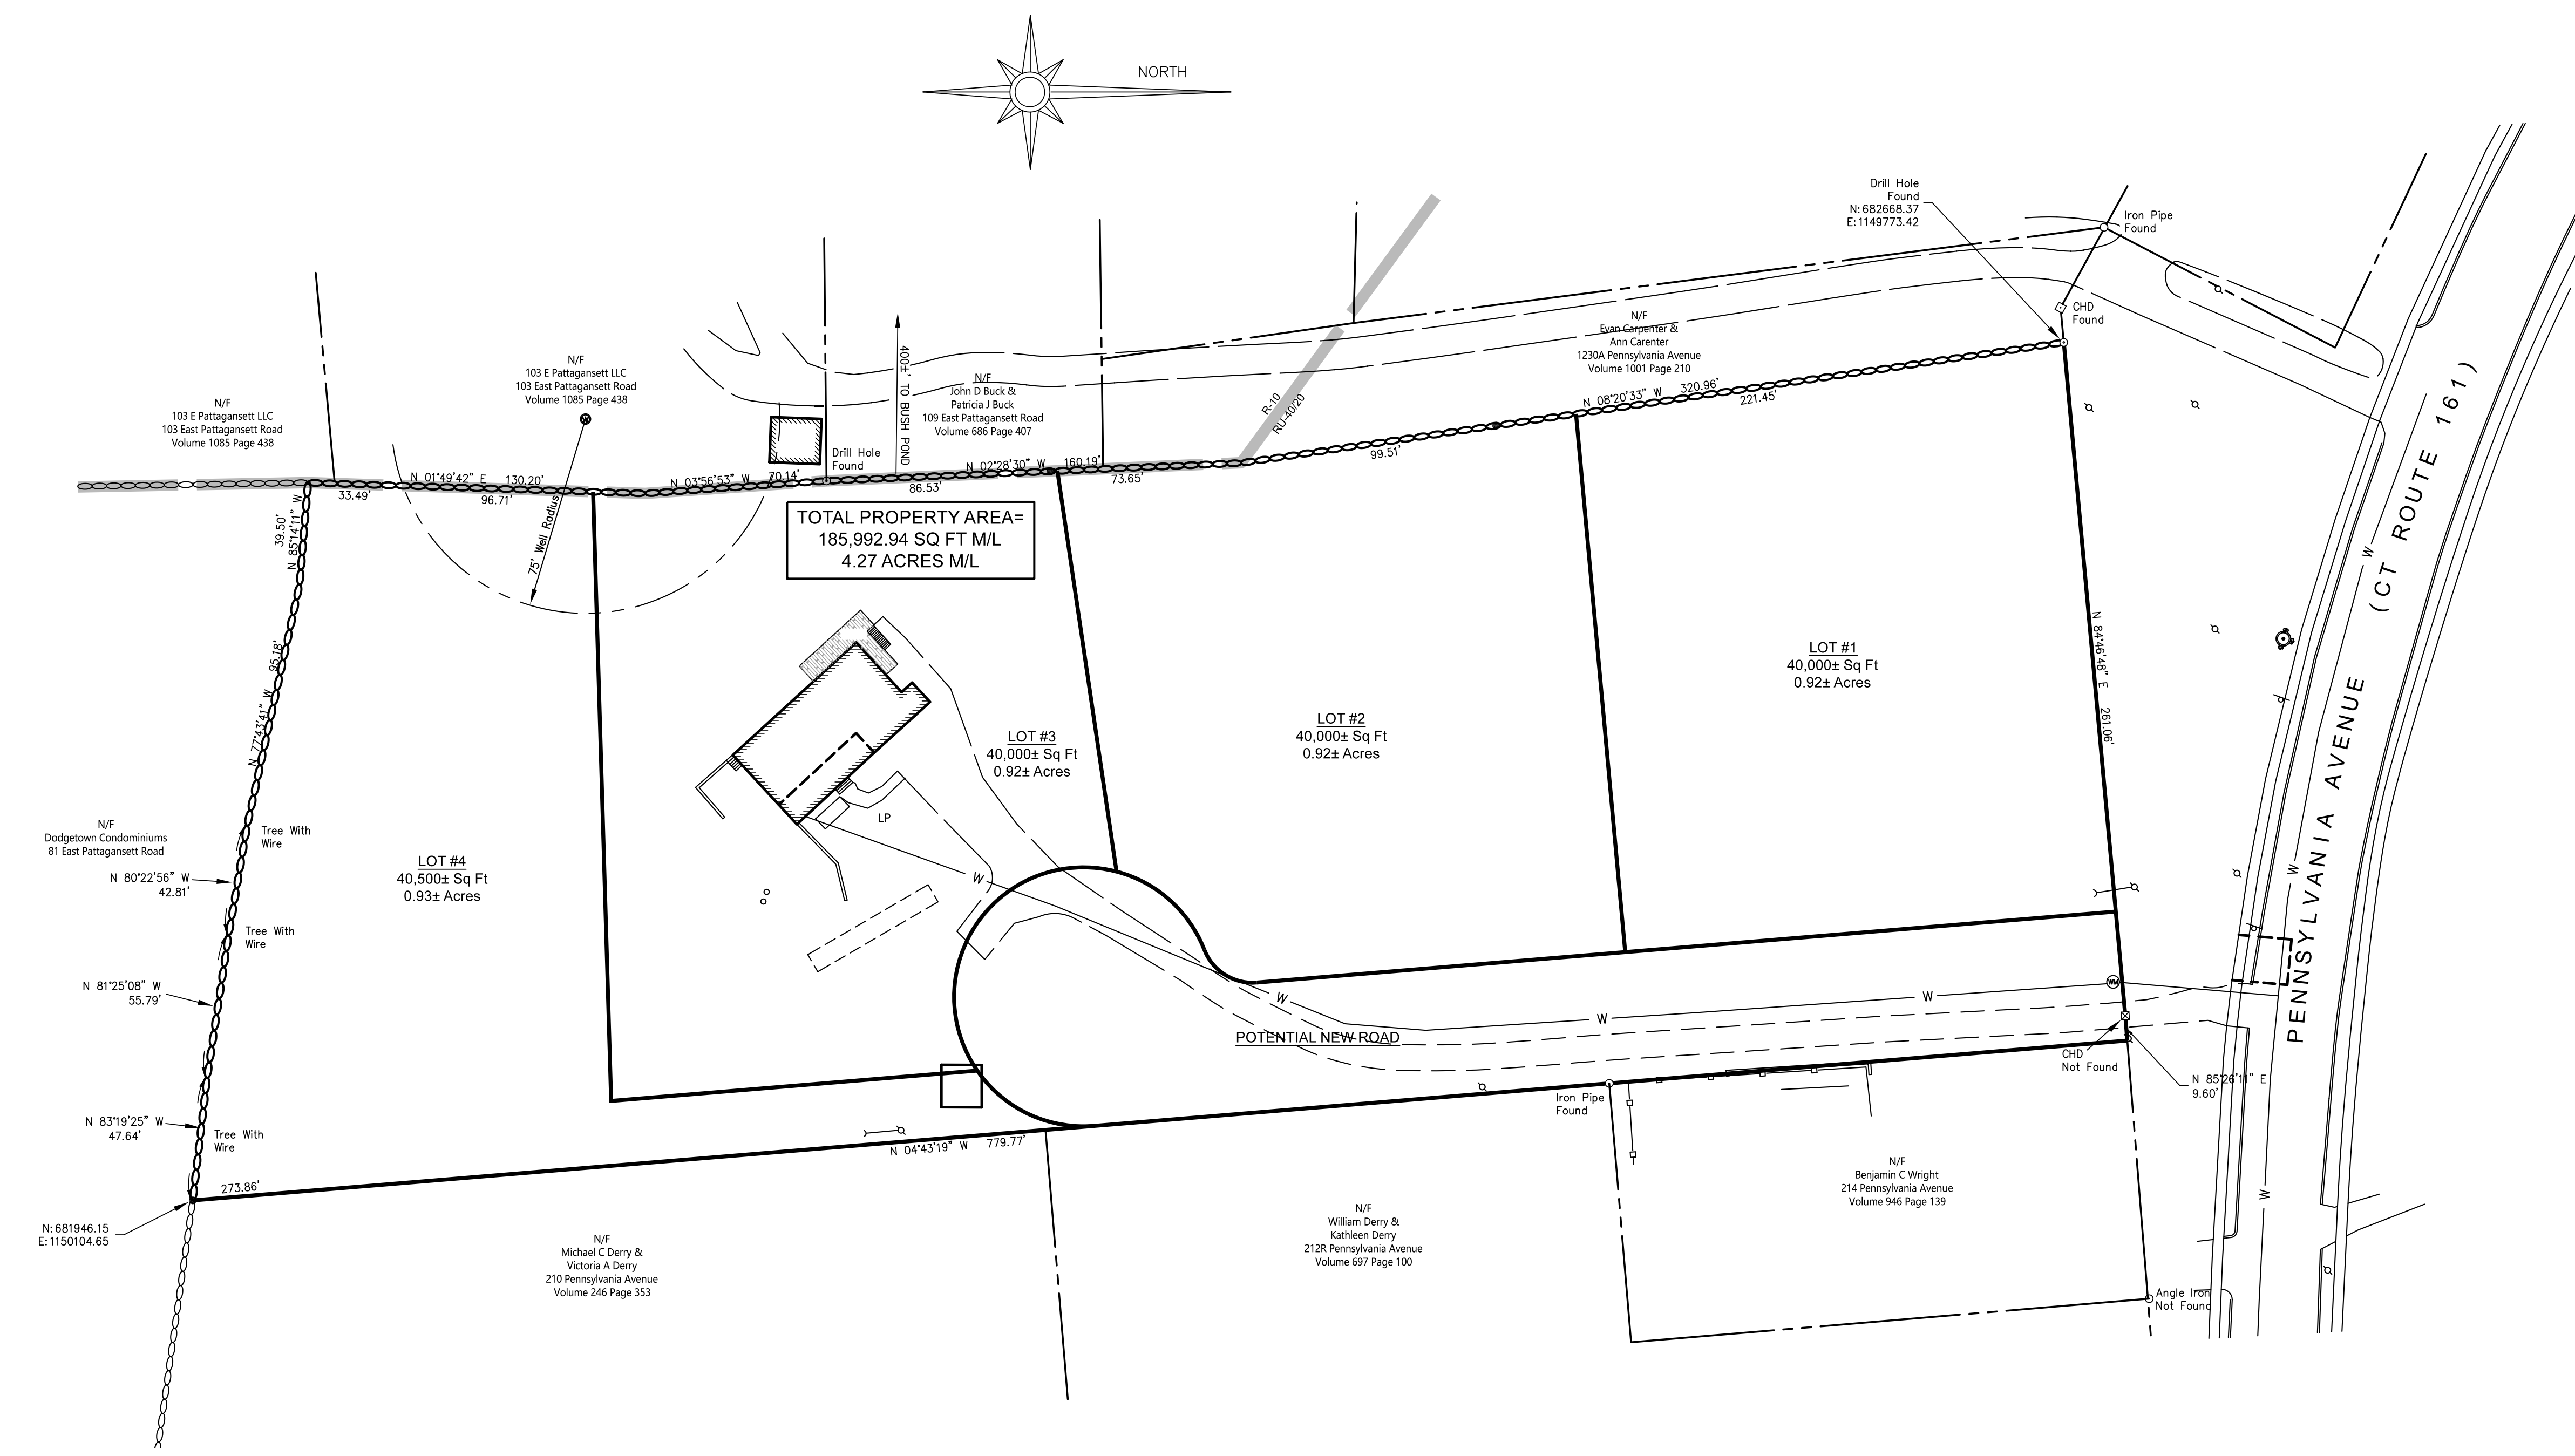 NORTH
Drill Hole
Found
N: 682668.37
E: 1149773.42
Iron Pipe
Found
CHD
Found
N/F
Evan Carpenter &
Ann Carenter
1230A Pennsylvania Avenue
Volume 1001 Page 210
N/F
103 E Pattagansett LLC
103 East Pattagansett Road
Volume 1085 Page 438
N/F
103 E Pattagansett LLC
103 East Pattagansett Road
Volume 1085 Page 438
W
400±' TO BUSH POND
N/F
John D Buck &
Patricia J Buck
109 East Pattagansett Road
Volume 686 Page 407
R-10
RU-40/20
Drill Hole
Found
N 01°49'42" E 130.20'
33.49'
96.71'
N 03°56'53" W 70.14'
86.53'
N 02°28'30" W 160.19'
73.65'
99.51'
N 08°20'33" W 320.96'
221.45'
75' Well Radius
39.50'
N 85°14'11" W
TOTAL PROPERTY AREA=
185,992.94 SQ FT M/L
4.27 ACRES M/L
N 77°43'41" W 95.18'
LOT #1
40,000± Sq Ft
0.92± Acres
LOT #2
40,000± Sq Ft
0.92± Acres
LOT #3
40,000± Sq Ft
0.92± Acres
LOT #4
40,500± Sq Ft
0.93± Acres
N 84°46'48" E 261.06'
PENNSYLVANIA AVENUE (CT ROUTE 161)
W
W
W
LP
W
W
W
W
WM
N/F
Dodgetown Condominiums
81 East Pattagansett Road
Tree With
Wire
N 80°22'56" W
42.81'
Tree With
Wire
N 81°25'08" W
55.79'
N 83°19'25" W
47.64'
Tree With
Wire
273.86'
N: 681946.15
E: 1150104.65
N 04°43'19" W 779.77'
POTENTIAL NEW ROAD
Iron Pipe
Found
CHD
Not Found
N 85°26'11" E
9.60'
N/F
Michael C Derry &
Victoria A Derry
210 Pennsylvania Avenue
Volume 246 Page 353
N/F
William Derry &
Kathleen Derry
212R Pennsylvania Avenue
Volume 697 Page 100
N/F
Benjamin C Wright
214 Pennsylvania Avenue
Volume 946 Page 139
Angle Iron
Not Found